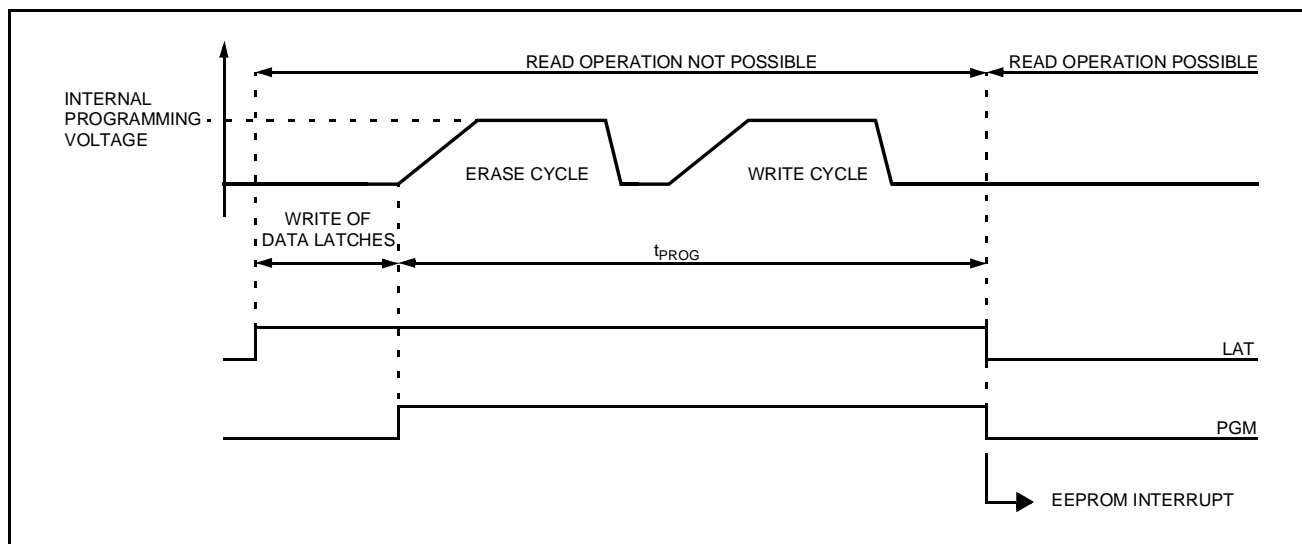 READ OPERATION NOT POSSIBLE
READ OPERATION POSSIBLE
INTERNAL
PROGRAMMING
VOLTAGE
ERASE CYCLE
WRITE CYCLE
WRITE OF
DATA LATCHES
tPROG
LAT
PGM
EEPROM INTERRUPT